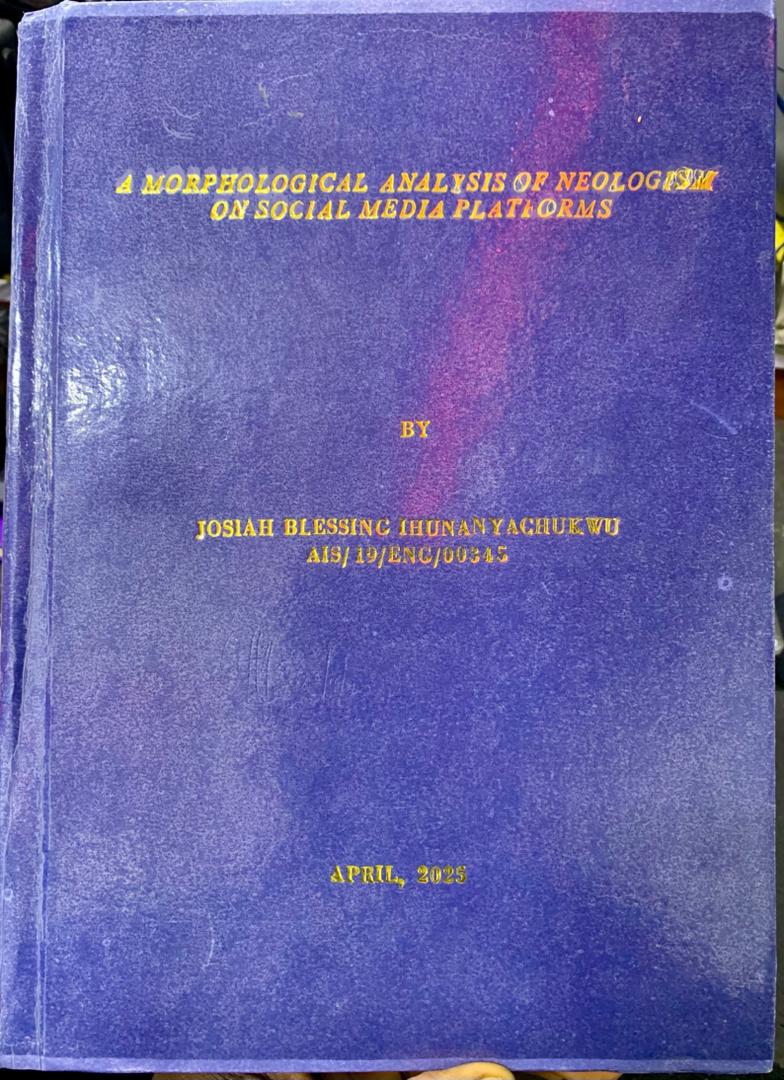 A MORPHOLOGICAL ANALYSIS OF NEOLOGISM
ON SOCIAL MEDIA PLATFORMS
BY
JOSIAH BLESSING IHUNANYACHUKWU
AIS/19/ENG/00345
APRIL, 2025